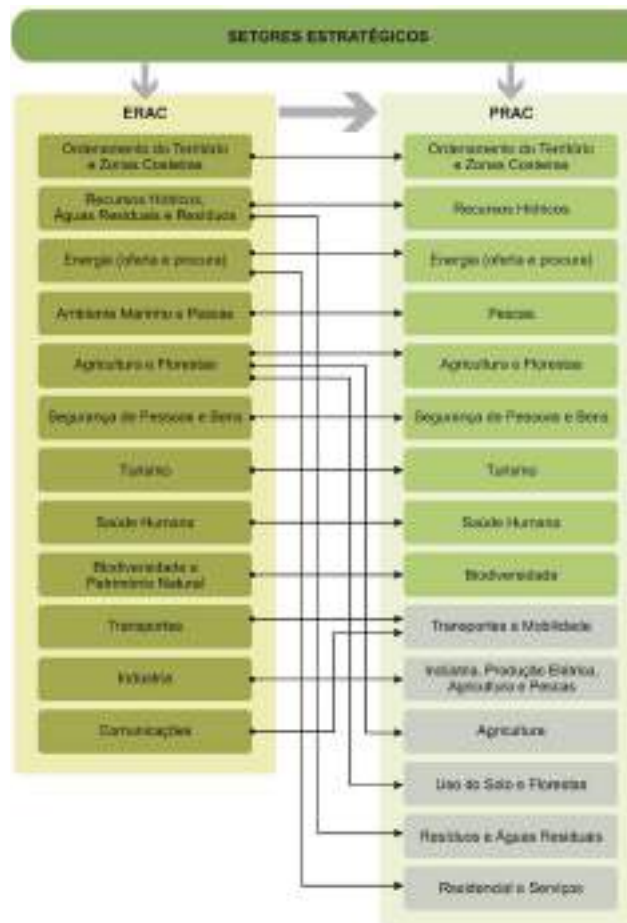 SETORES ESTRATÉGICOS
ERAC
Ordenamento do Território
e Zonas Costeiras
Recursos Hídricos,
Águas Residuais e Resíduos
Energia (oferta e procura)
Ambiente Marinho e Pescas
Agricultura e Florestas
Segurança de Pessoas e Bens
Turismo
Saúde Humana
Biodiversidade e
Património Natural
Transportes
Indústria
Comunicações
PRAC
Ordenamento do Território
e Zonas Costeiras
Recursos Hídricos
Energia (oferta e procura)
Pescas
Agricultura e Florestas
Segurança de Pessoas e Bens
Turismo
Saúde Humana
Biodiversidade
Transportes e Mobilidade
Indústria, Produção Elétrica,
Agricultura e Pescas
Agricultura
Uso do Solo e Florestas
Resíduos e Águas Residuais
Residencial e Serviços